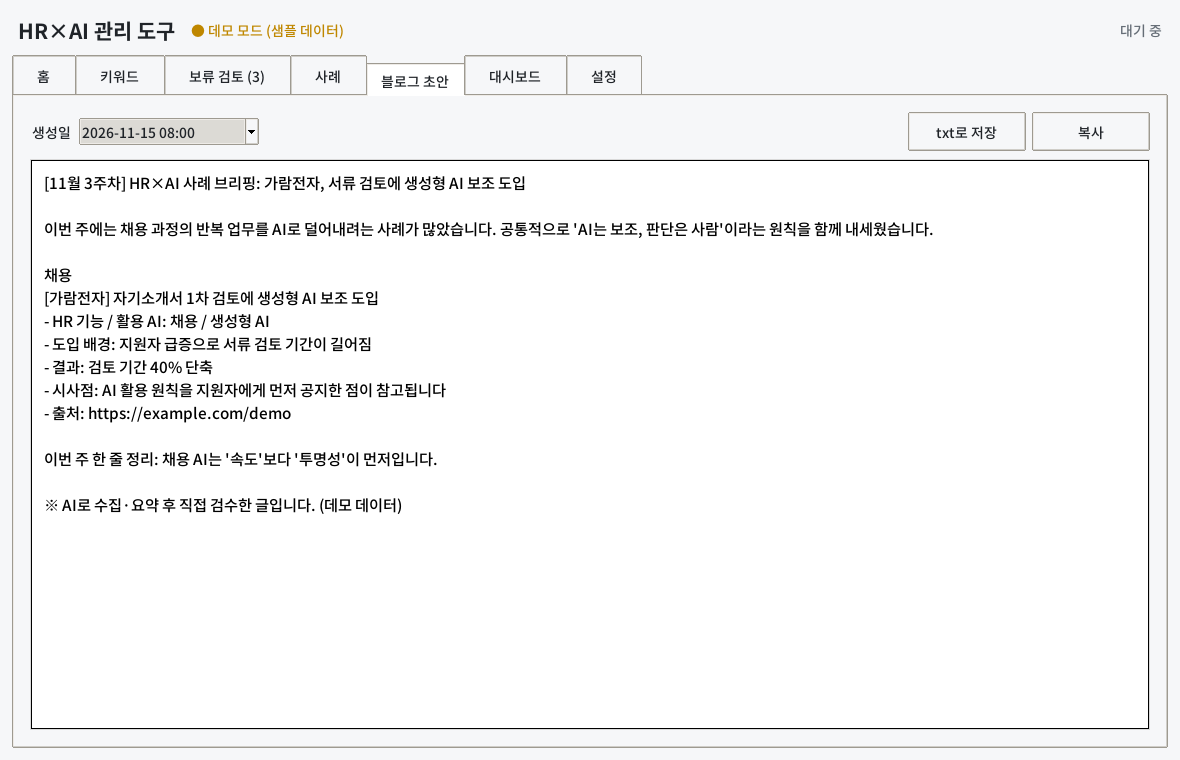 HR×AI 관리 도구
● 데모 모드 (샘플 데이터)
대기 중
홈
키워드
보류 검토 (3)
사례
블로그 초안
대시보드
설정
생성일
2026-11-15 08:00
txt로 저장
복사
[11월 3주차] HR×AI 사례 브리핑: 가람전자, 서류 검토에 생성형 AI 보조 도입
이번 주에는 채용 과정의 반복 업무를 AI로 덜어내려는 사례가 많았습니다. 공통적으로 'AI는 보조, 판단은 사람'이라는 원칙을 함께 내세웠습니다.
채용
[가람전자] 자기소개서 1차 검토에 생성형 AI 보조 도입
- HR 기능 / 활용 AI: 채용 / 생성형 AI
- 도입 배경: 지원자 급증으로 서류 검토 기간이 길어짐
- 결과: 검토 기간 40% 단축
- 시사점: AI 활용 원칙을 지원자에게 먼저 공지한 점이 참고됩니다
- 출처: https://example.com/demo
이번 주 한 줄 정리: 채용 AI는 '속도'보다 '투명성'이 먼저입니다.
※ AI로 수집·요약 후 직접 검수한 글입니다. (데모 데이터)